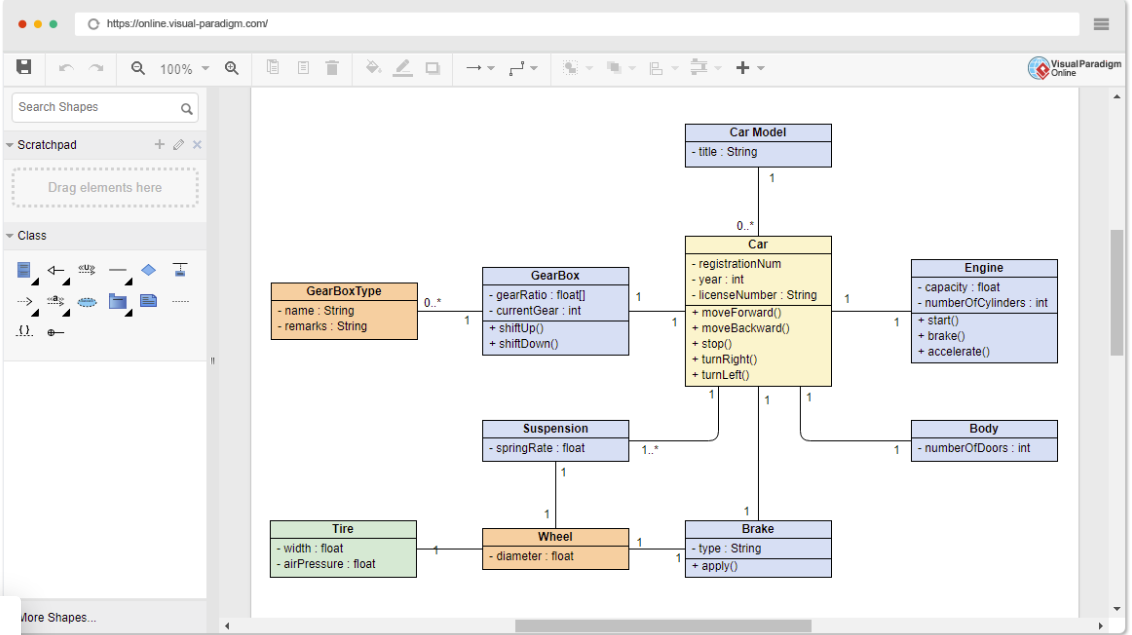 https://online.visual-paradigm.com/
100%
Visual Paradigm
Online
Search Shapes
Scratchpad
Drag elements here
Class
«U»
«a»
{ }
More Shapes...
Car Model
- title : String
1
0..*
Car
- registrationNum
- year : int
- licenseNumber : String
+ moveForward()
+ moveBackward()
+ stop()
+ turnRight()
+ turnLeft()
GearBoxType
- name : String
- remarks : String
0..*
1
GearBox
- gearRatio : float[]
- currentGear : int
+ shiftUp()
+ shiftDown()
1
1
1
1
Engine
- capacity : float
- numberOfCylinders : int
+ start()
+ brake()
+ accelerate()
1
1
1
Suspension
- springRate : float
1..*
1
Body
- numberOfDoors : int
1
1
1
Tire
- width : float
- airPressure : float
1
Wheel
- diameter : float
1
1
Brake
- type : String
+ apply()